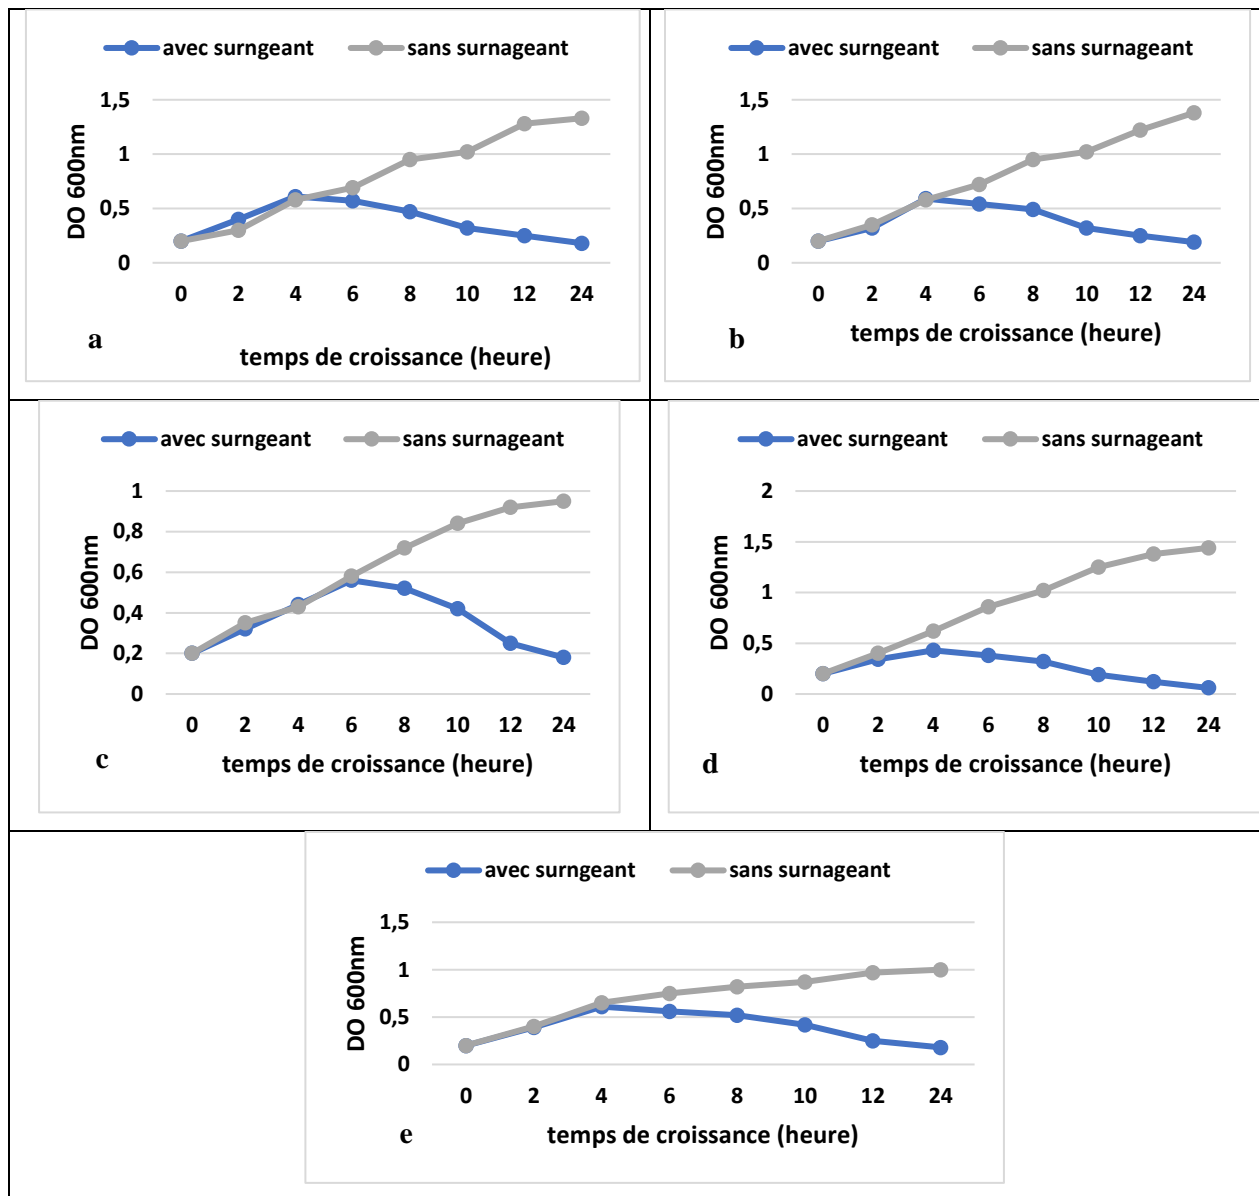 avec surngeant sans surnageant
DO 600nm
1,5
1
0,5
0
0 2 4 6 8 10 12 24
a
temps de croissance (heure)
avec surngeant sans surnageant
DO 600nm
1,5
1
0,5
0
0 2 4 6 8 10 12 24
b
temps de croissance (heure)
avec surngeant sans surnageant
DO 600nm
1
0,8
0,6
0,4
0,2
0
0 2 4 6 8 10 12 24
c
temps de croissance (heure)
avec surngeant sans surnageant
DO 600nm
2
1,5
1
0,5
0
0 2 4 6 8 10 12 24
d
temps de croissance (heure)
avec surngeant sans surnageant
DO 600nm
1,5
1
0,5
0
0 2 4 6 8 10 12 24
e
temps de croissance (heure)